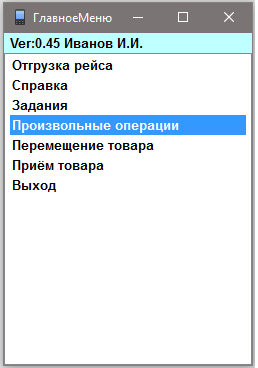 ГлавноеМеню
Ver:0.45 Иванов И.И.
Отгрузка рейса
Справка
Задания
Произвольные операции
Перемещение товара
Приём товара
Выход